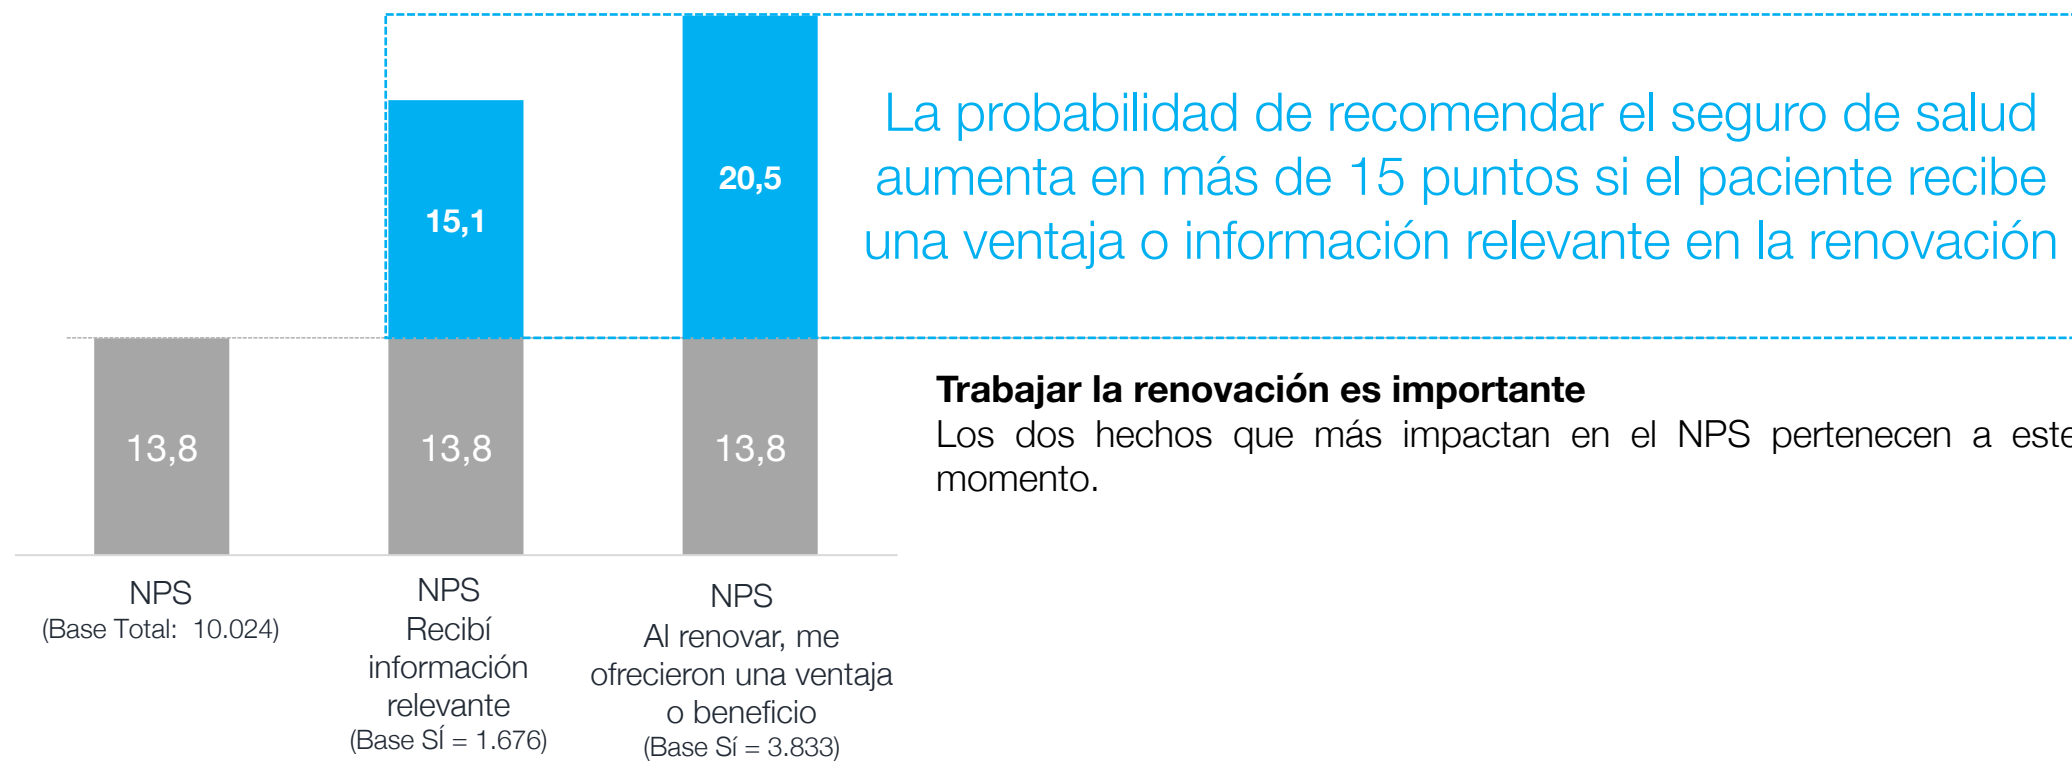 20,5
15,1
La probabilidad de recomendar el seguro de salud
aumenta en más de 15 puntos si el paciente recibe
una ventaja o información relevante en la renovación
13,8
13,8
13,8
Trabajar la renovación es importante
Los dos hechos que más impactan en el NPS pertenecen a este
momento.
NPS
(Base Total: 10.024)
NPS
Recibí
información
relevante
(Base SÍ = 1.676)
NPS
Al renovar, me
ofrecieron una ventaja
o beneficio
(Base Sí = 3.833)